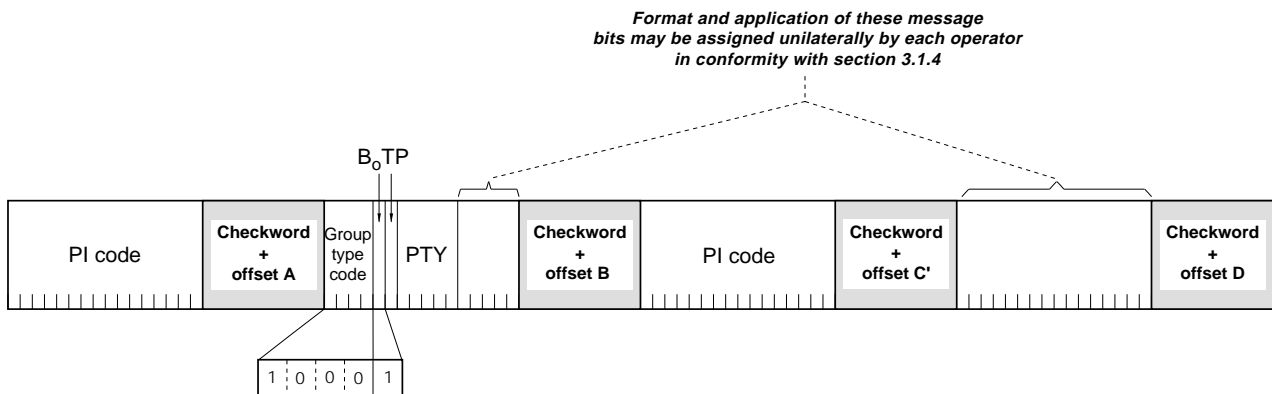 Format and application of these message
bits may be assigned unilaterally by each operator
in conformity with section 3.1.4
BoTP
PI code
Checkword
+
offset A
Group
type
code
PTY
Checkword
+
offset B
PI code
Checkword
+
offset C'
Checkword
+
offset D
1 0 0 0 1